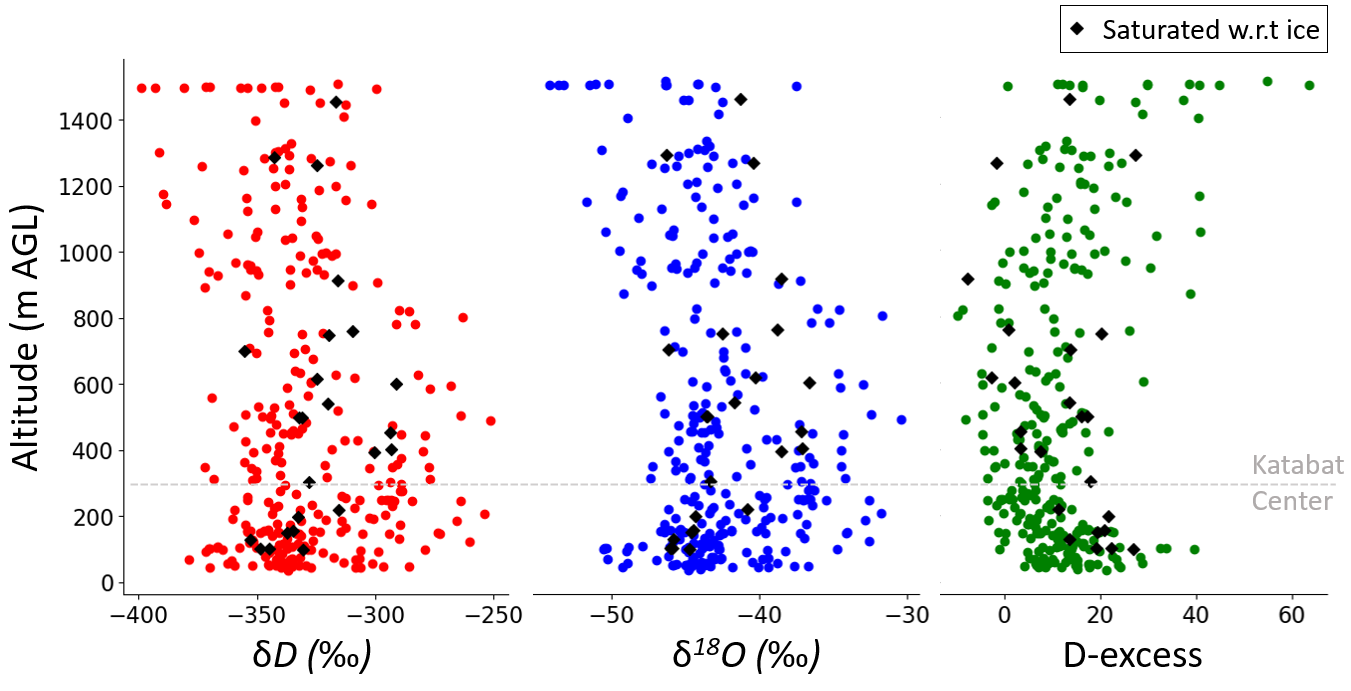 Saturated w.r.t ice
Altitude (m AGL)
1400
1200
1000
800
600
400
200
0
Katabat
Center
−400 −350 −300 −250
−50 −40 −30
0 20 40 60
δD (‰)
δ¹⁸O (‰)
D-excess